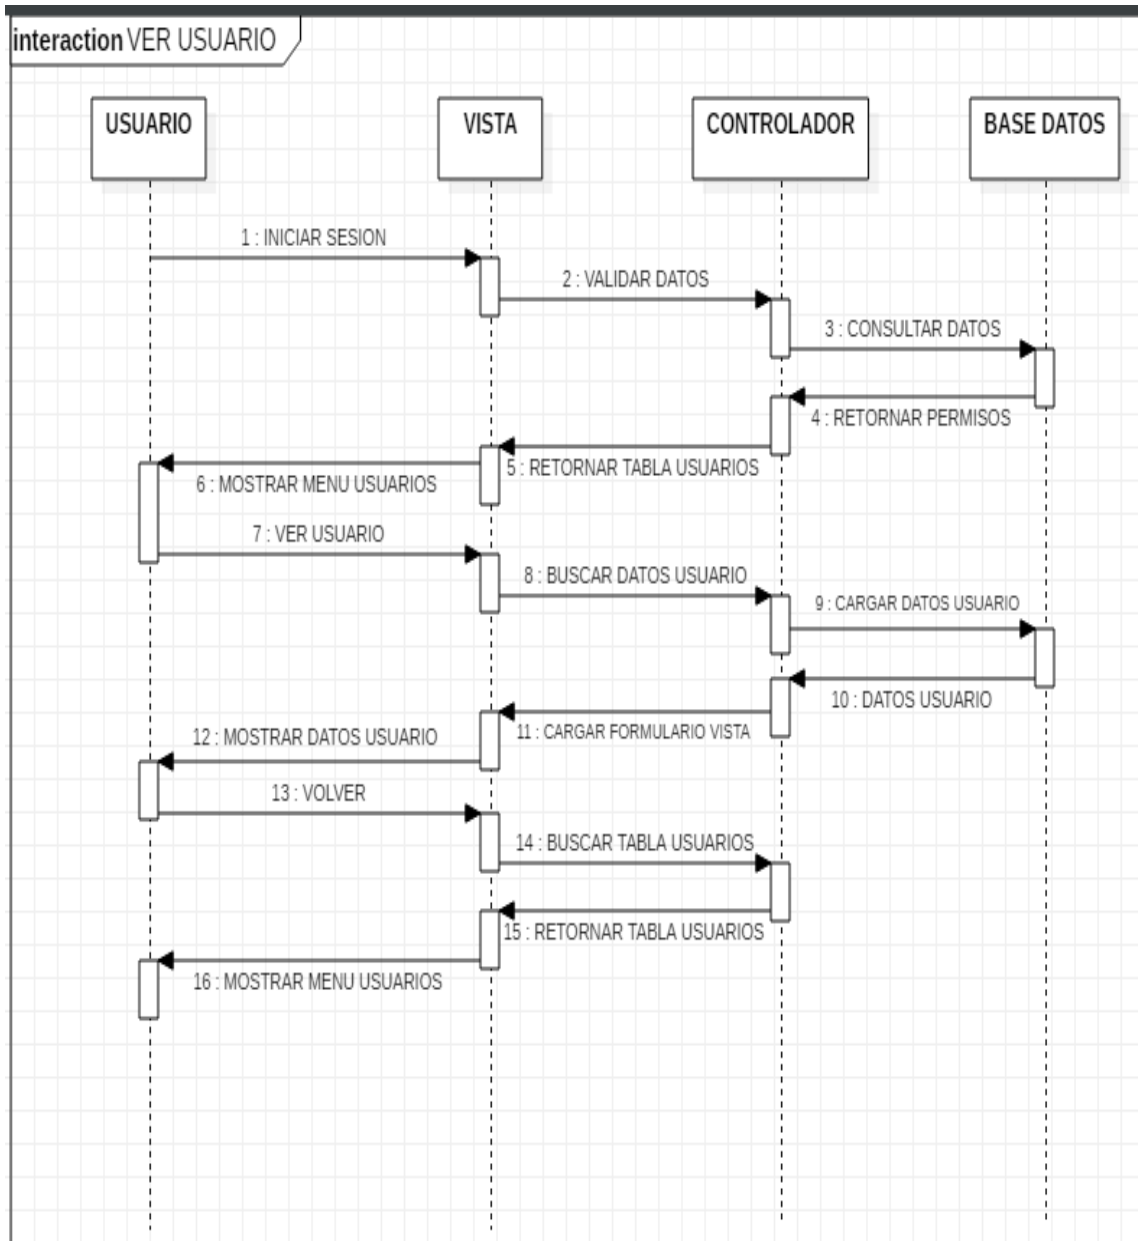 interaction VER USUARIO
USUARIO
VISTA
CONTROLADOR
BASE DATOS
1 : INICIAR SESION
2 : VALIDAR DATOS
3 : CONSULTAR DATOS
4 : RETORNAR PERMISOS
5 : RETORNAR TABLA USUARIOS
6 : MOSTRAR MENU USUARIOS
7 : VER USUARIO
8 : BUSCAR DATOS USUARIO
9 : CARGAR DATOS USUARIO
10 : DATOS USUARIO
11 : CARGAR FORMULARIO VISTA
12 : MOSTRAR DATOS USUARIO
13 : VOLVER
14 : BUSCAR TABLA USUARIOS
15 : RETORNAR TABLA USUARIOS
16 : MOSTRAR MENU USUARIOS